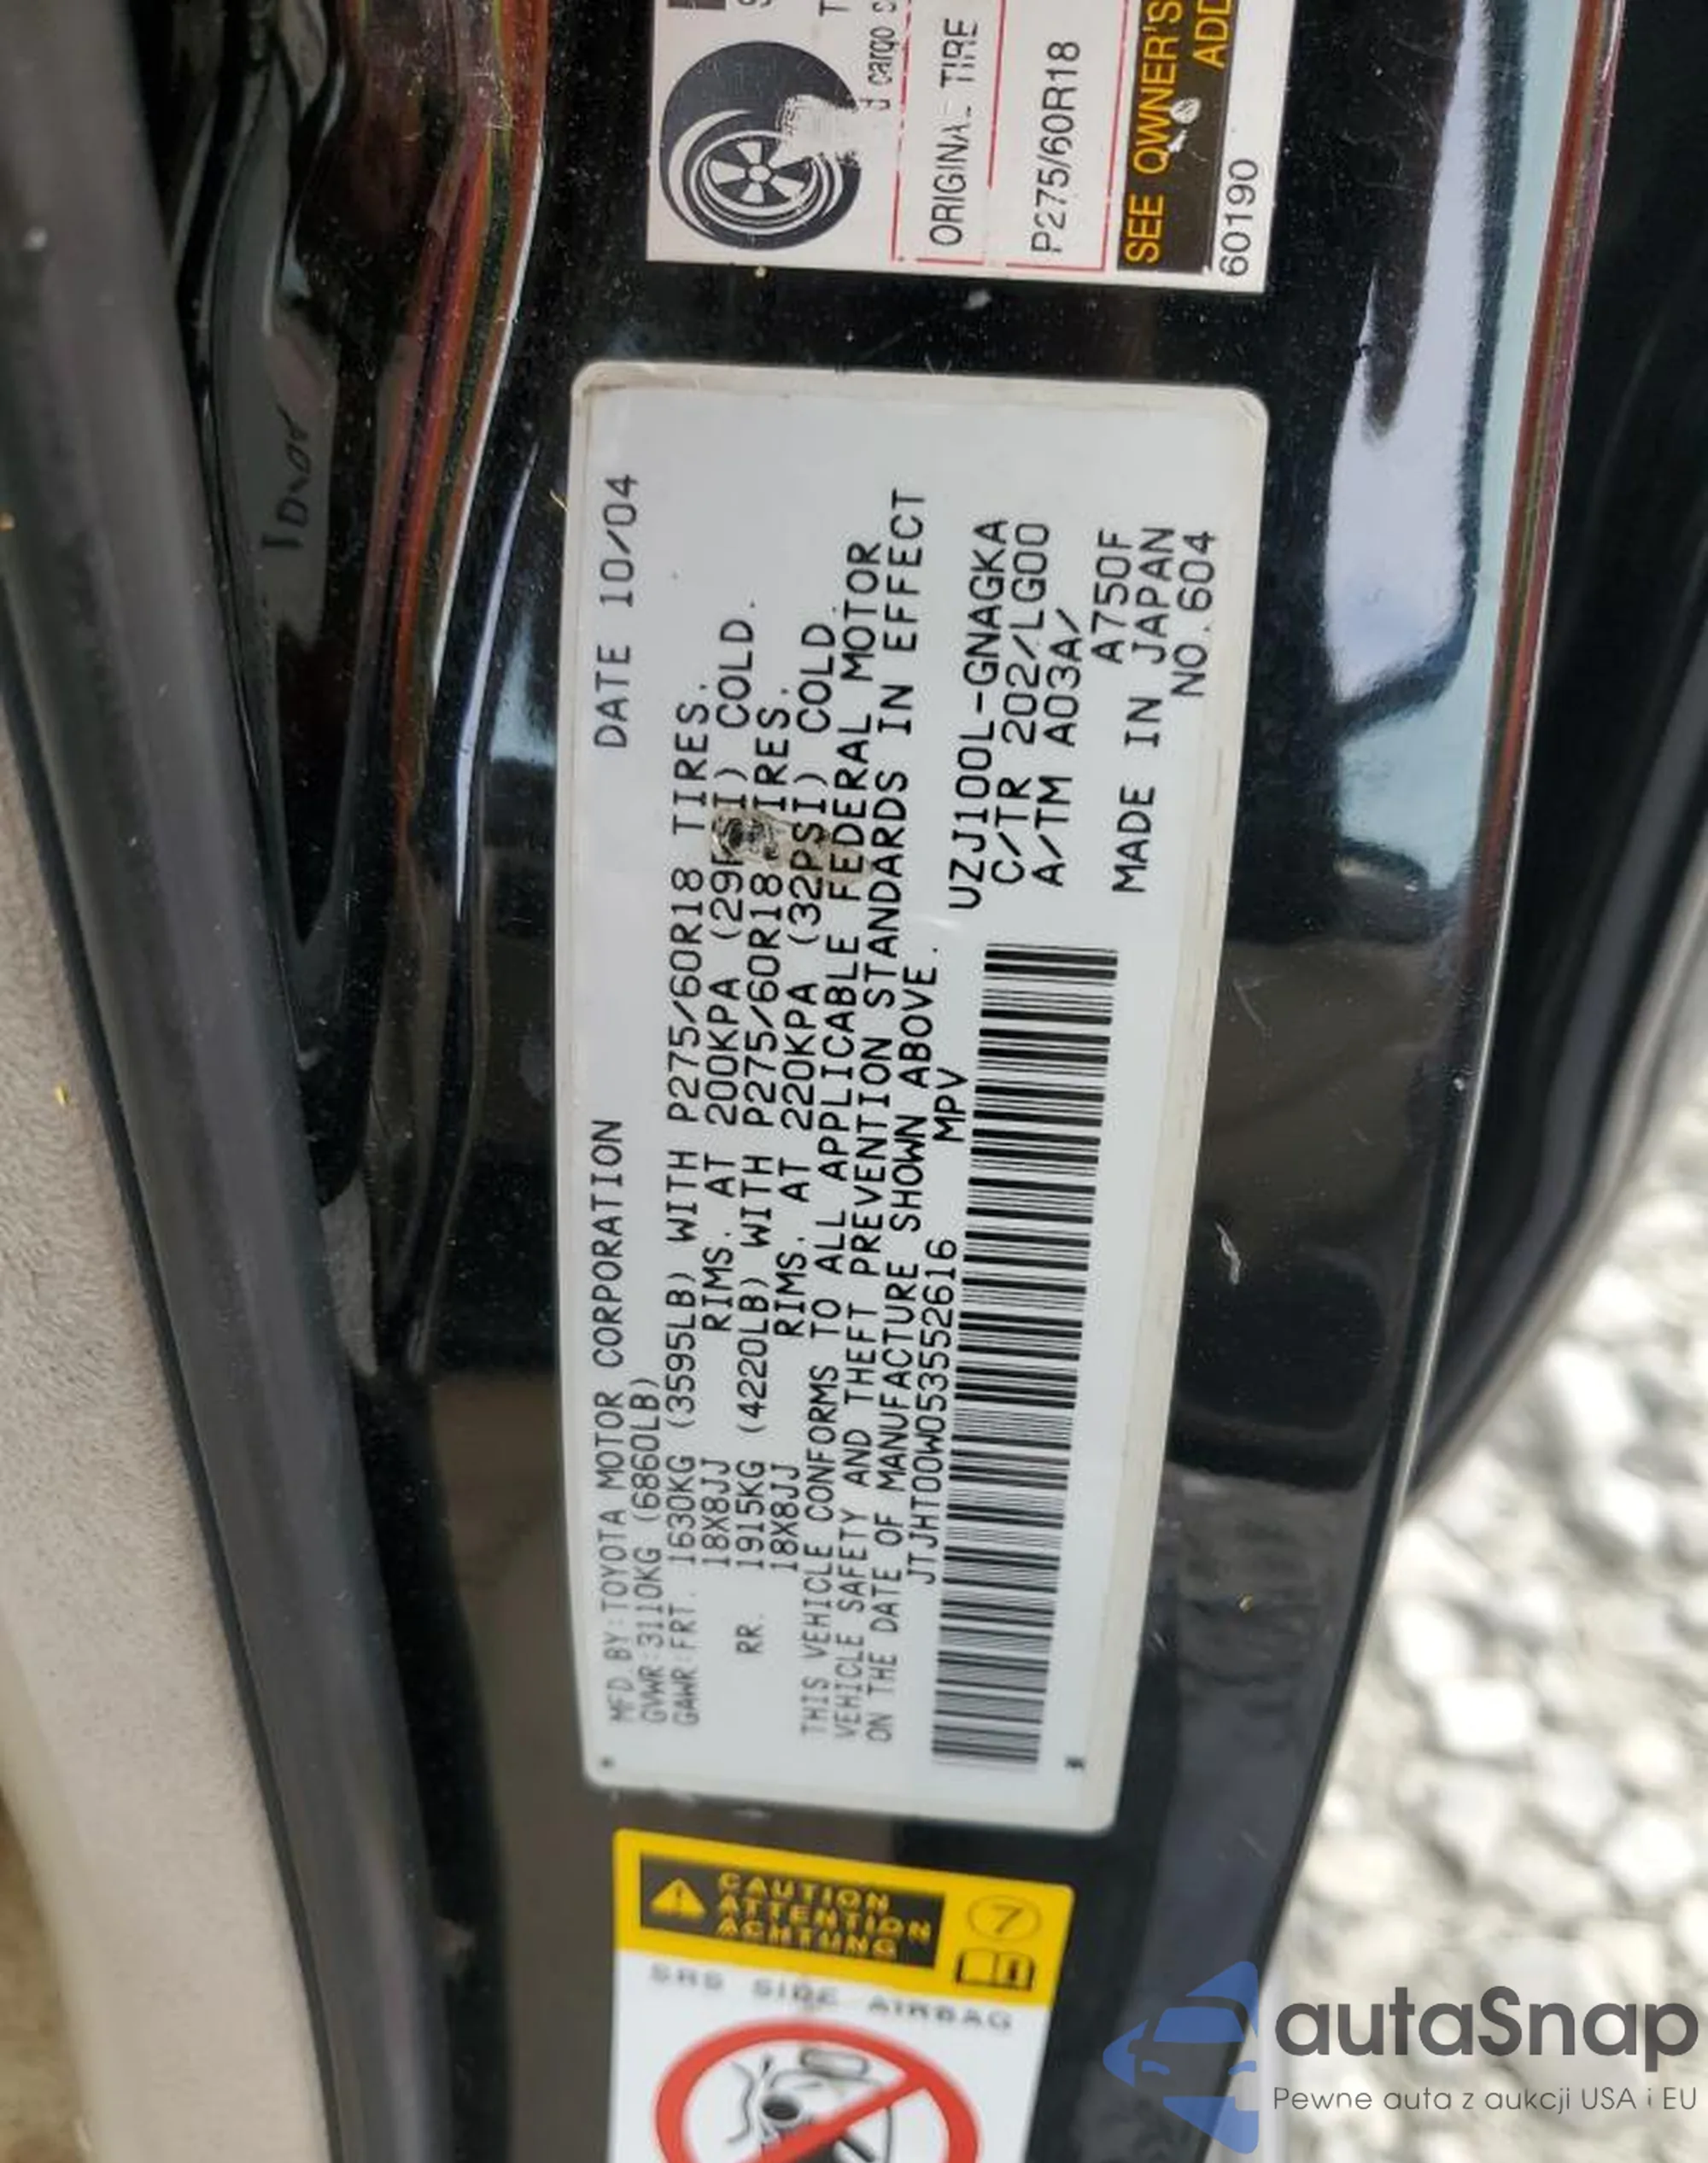 d cargo s
ORIGINAL TIRE
P275/60R18
SEE OWNER'S
ADD
60190
MFD BY:TOYOTA MOTOR CORPORATION DATE 10/04
GVWR:3110KG (6860LB)
GAWR:FRT. 1630KG (3595LB) WITH P275/60R18 TIRES.
18X8JJ RIMS. AT 200KPA (29PSI) COLD.
RR. 1915KG (4220LB) WITH P275/60R18 TIRES.
18X8JJ RIMS. AT 220KPA (32PSI) COLD.
THIS VEHICLE CONFORMS TO ALL APPLICABLE FEDERAL MOTOR
VEHICLE SAFETY AND THEFT PREVENTION STANDARDS IN EFFECT
ON THE DATE OF MANUFACTURE SHOWN ABOVE.
JTJHT00W053552616 MPV
UZJ100L-GNAGKA
C/TR 202/LG00
A/TM A03A/
A750F
MADE IN JAPAN
NO.604
CAUTION
ATTENTION
ACHTUNG
7
SRS SIDE AIRBAG
autaSnap
Pewne auta z aukcji USA i EU